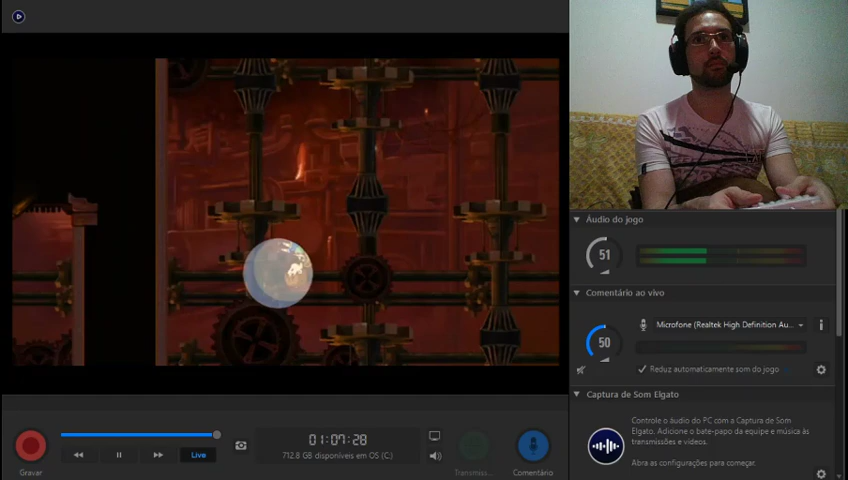 Áudio do jogo
51
Comentário ao vivo
Microfone (Realtek High Definition Au...
50
Reduz automaticamente som do jogo
Captura de Som Elgato
Controle o áudio do PC com a Captura de Som
Elgato. Adicione o bate-papo da equipe e música às
transmissões e vídeos.
Abra as configurações para começar.
Live
01:07:28
712.8 GB disponíveis em OS (C:)
Gravar
Transmiss...
Comentário